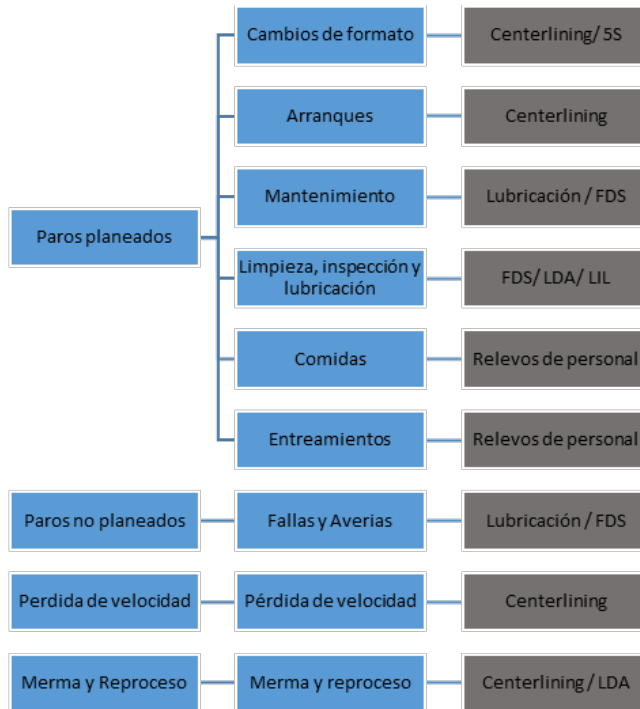 Cambios de formato
Centerlining/ 5S
Arranques
Centerlining
Mantenimiento
Lubricación / FDS
Paros planeados
Limpieza, inspección y
lubricación
FDS/ LDA/ LIL
Comidas
Relevos de personal
Entreamientos
Relevos de personal
Paros no planeados
Fallas y Averias
Lubricación / FDS
Perdida de velocidad
Pérdida de velocidad
Centerlining
Merma y Reproceso
Merma y reproceso
Centerlining / LDA